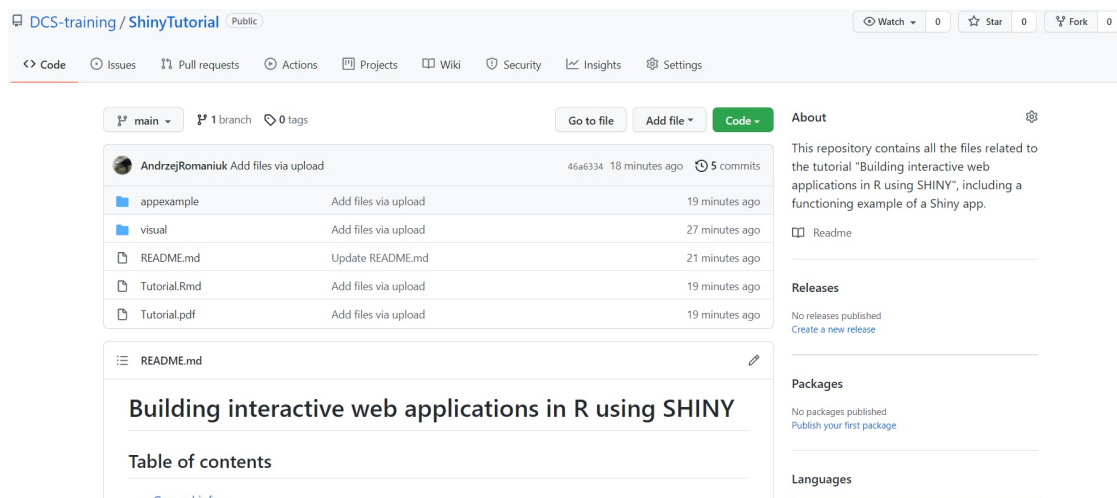 DCS-training / ShinyTutorial Public
Watch 0 Star 0 Fork 0
Code Issues Pull requests Actions Projects Wiki Security Insights Settings
main 1 branch 0 tags Go to file Add file Code
AndrzejRomaniuk Add files via upload 46a6334 18 minutes ago 5 commits
appexample Add files via upload 19 minutes ago
visual Add files via upload 27 minutes ago
README.md Update README.md 21 minutes ago
Tutorial.Rmd Add files via upload 19 minutes ago
Tutorial.pdf Add files via upload 19 minutes ago
README.md
Building interactive web applications in R using SHINY
Table of contents
About
This repository contains all the files related to
the tutorial "Building interactive web
applications in R using SHINY", including a
functioning example of a Shiny app.
Readme
Releases
No releases published
Create a new release
Packages
No packages published
Publish your first package
Languages